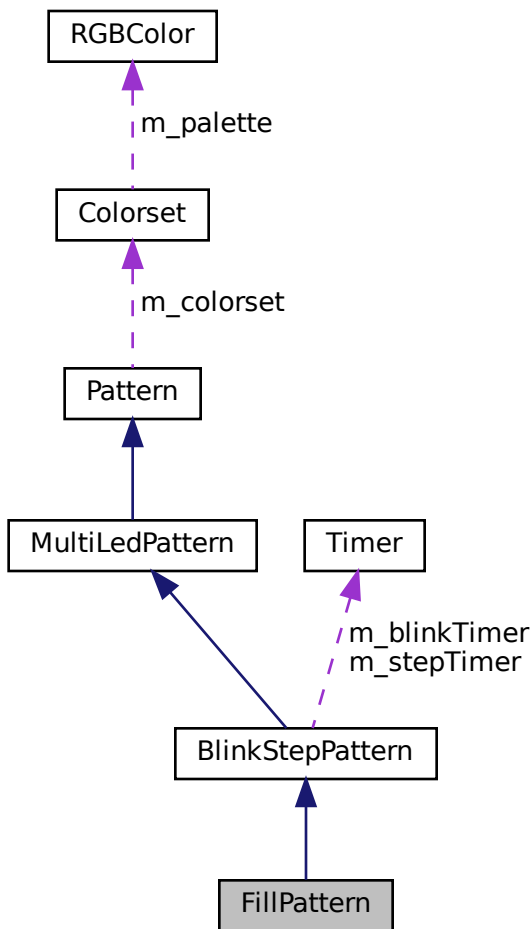 RGBColor
m_palette
Colorset
m_colorset
Pattern
MultiLedPattern
Timer
m_blinkTimer
m_stepTimer
BlinkStepPattern
FillPattern